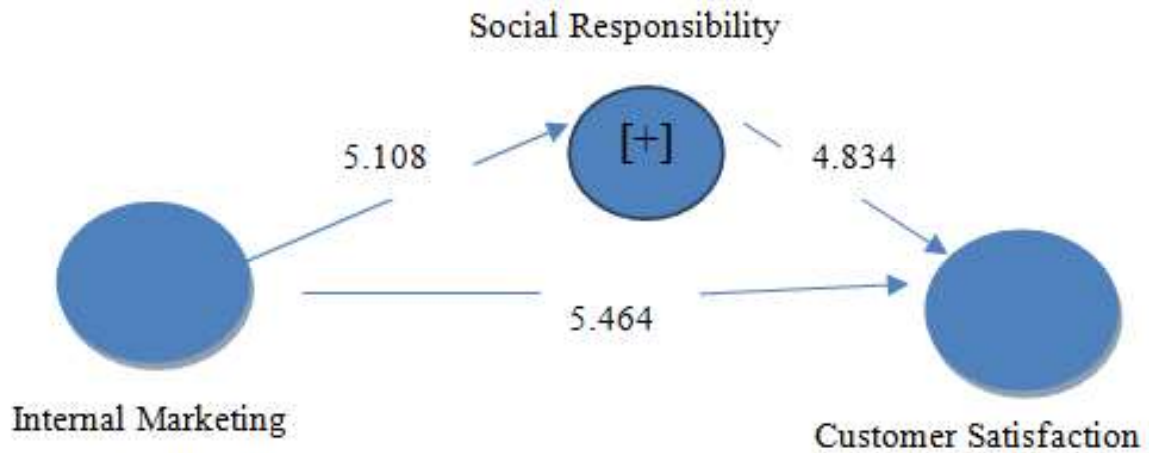 Social Responsibility
[+]
5.108
4.834
5.464
Internal Marketing
Customer Satisfaction